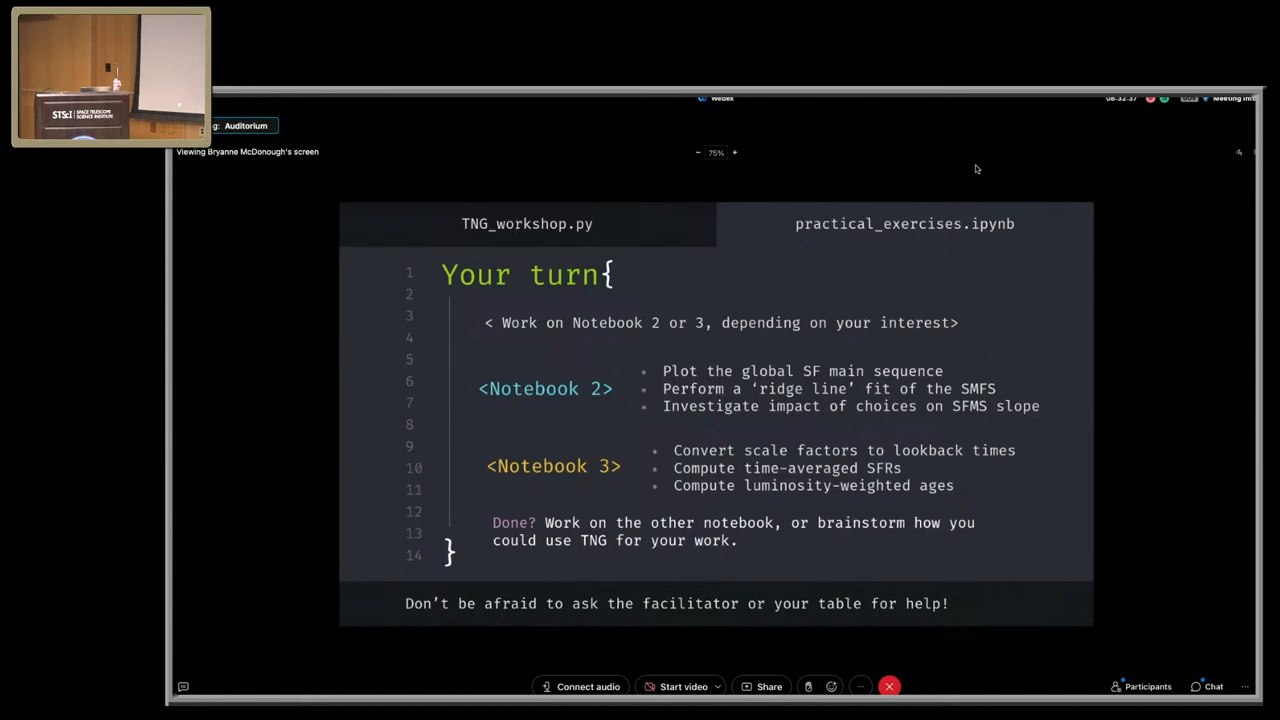 STScI | SPACE TELESCOPE
SCIENCE INSTITUTE
Auditorium
Webex
Viewing Bryanne McDonough's screen
− 75% +
TNG_workshop.py
practical_exercises.ipynb
1
2
3
4
5
6
7
8
9
10
11
12
13
14
Your turn{
< Work on Notebook 2 or 3, depending on your interest>
<Notebook 2>
* Plot the global SF main sequence
* Perform a ‘ridge line’ fit of the SMFS
* Investigate impact of choices on SFMS slope
<Notebook 3>
* Convert scale factors to lookback times
* Compute time-averaged SFRs
* Compute luminosity-weighted ages
Done? Work on the other notebook, or brainstorm how you
could use TNG for your work.
}
Don’t be afraid to ask the facilitator or your table for help!
Connect audio
Start video
Share
Participants
Chat